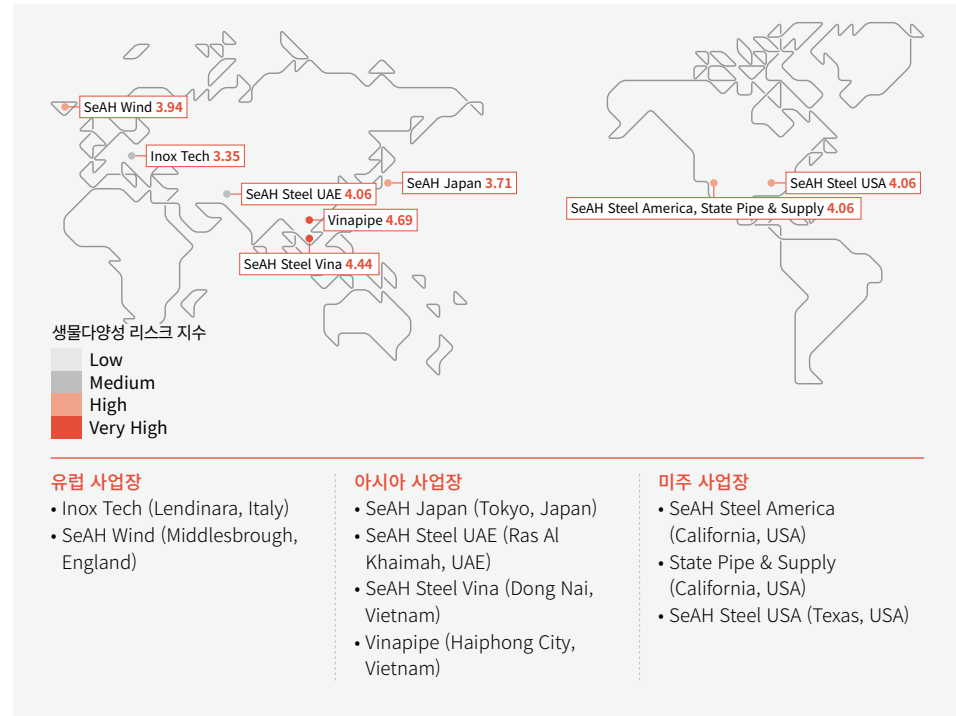 SeAH Wind 3.94
Inox Tech 3.35
SeAH Japan 3.71
SeAH Steel UAE 4.06
Vinapipe 4.69
SeAH Steel Vina 4.44
SeAH Steel USA 4.06
SeAH Steel America, State Pipe & Supply 4.06
생물다양성 리스크 지수
Low
Medium
High
Very High
유럽 사업장
• Inox Tech (Lendinara, Italy)
• SeAH Wind (Middlesbrough,
England)
아시아 사업장
• SeAH Japan (Tokyo, Japan)
• SeAH Steel UAE (Ras Al
Khaimah, UAE)
• SeAH Steel Vina (Dong Nai,
Vietnam)
• Vinapipe (Haiphong City,
Vietnam)
미주 사업장
• SeAH Steel America
(California, USA)
• State Pipe & Supply
(California, USA)
• SeAH Steel USA (Texas, USA)